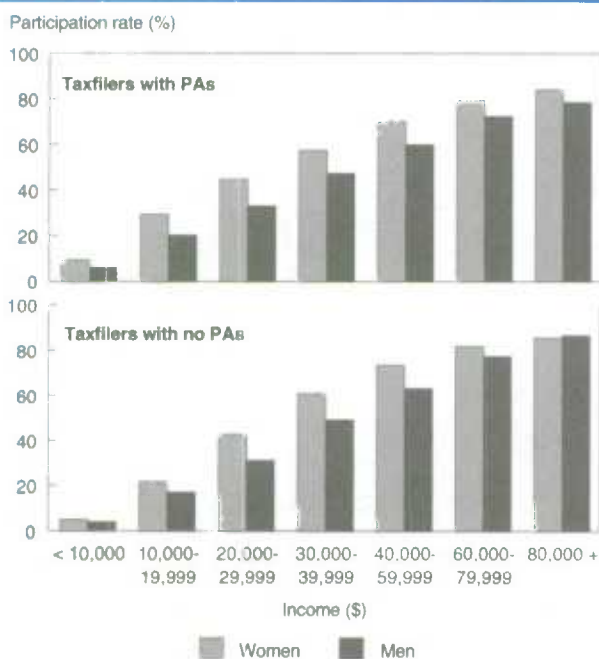 Participation rate (%)
100
Taxfilers with PAs
80
60
40
20
0
100
Taxfilers with no PAs
80
60
40
20
0
< 10,000 10,000- 20,000- 30,000- 40,000- 60,000- 80,000 +
19,999 29,999 39,999 59,999 79,999
Income ($)
Women Men